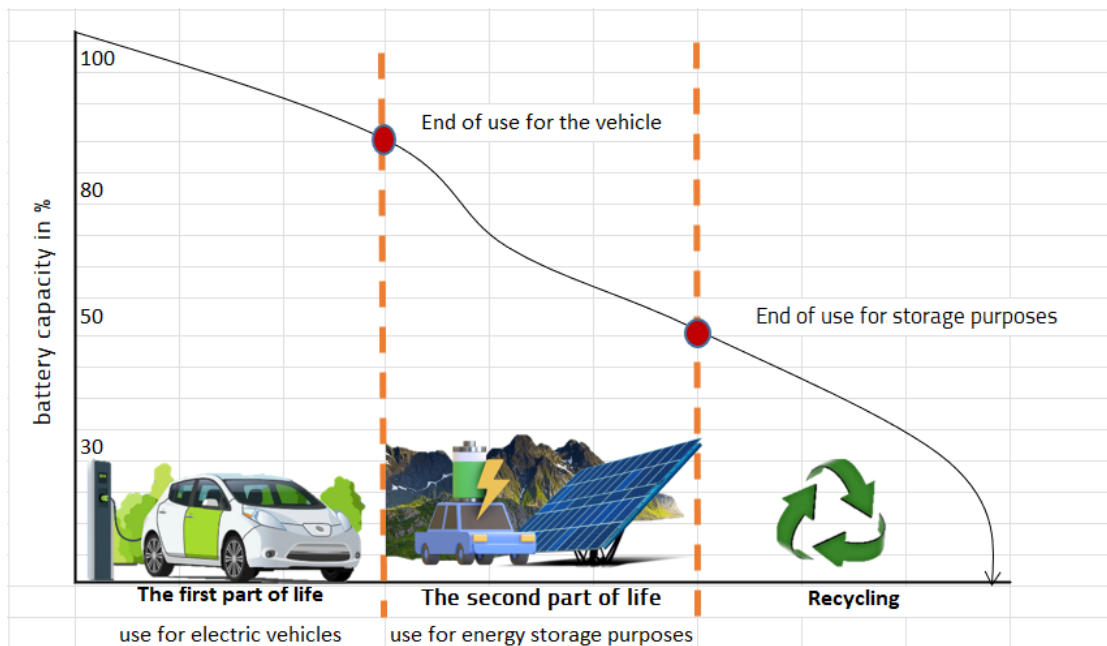 100
End of use for the vehicle
80
battery capacity in %
50
End of use for storage purposes
30
The first part of life
The second part of life
Recycling
use for electric vehicles
use for energy storage purposes